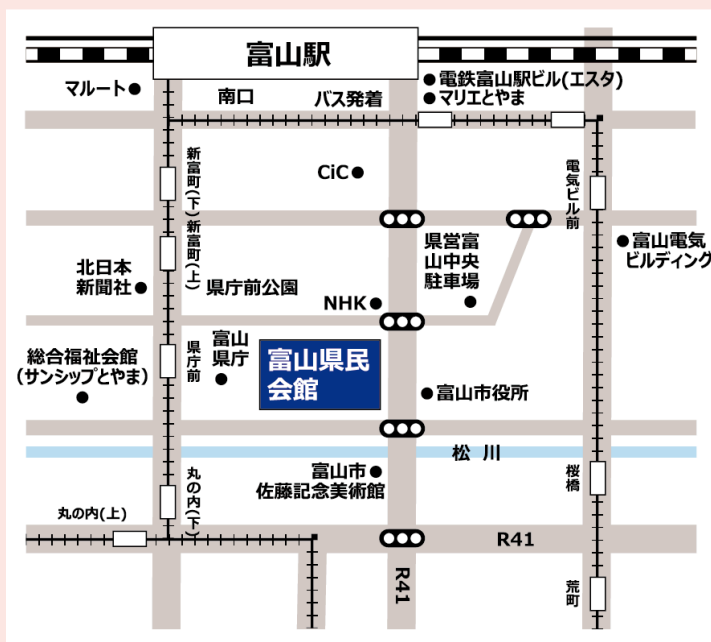 富山駅
マルート
南口
バス発着
電鉄富山駅ビル(エスタ)
マリエとやま
新富町(下)
CiC
電気ビル前
新富町(上)
県営富
山中央
駐車場
富山電気
ビルディング
北日本
新聞社
県庁前公園
NHK
総合福祉会館
(サンシップとやま)
県庁前
富山
県庁
富山県民
会館
富山市役所
松川
富山市
佐藤記念美術館
桜橋
丸の内(上)
丸の内(下)
R41
R41
荒町